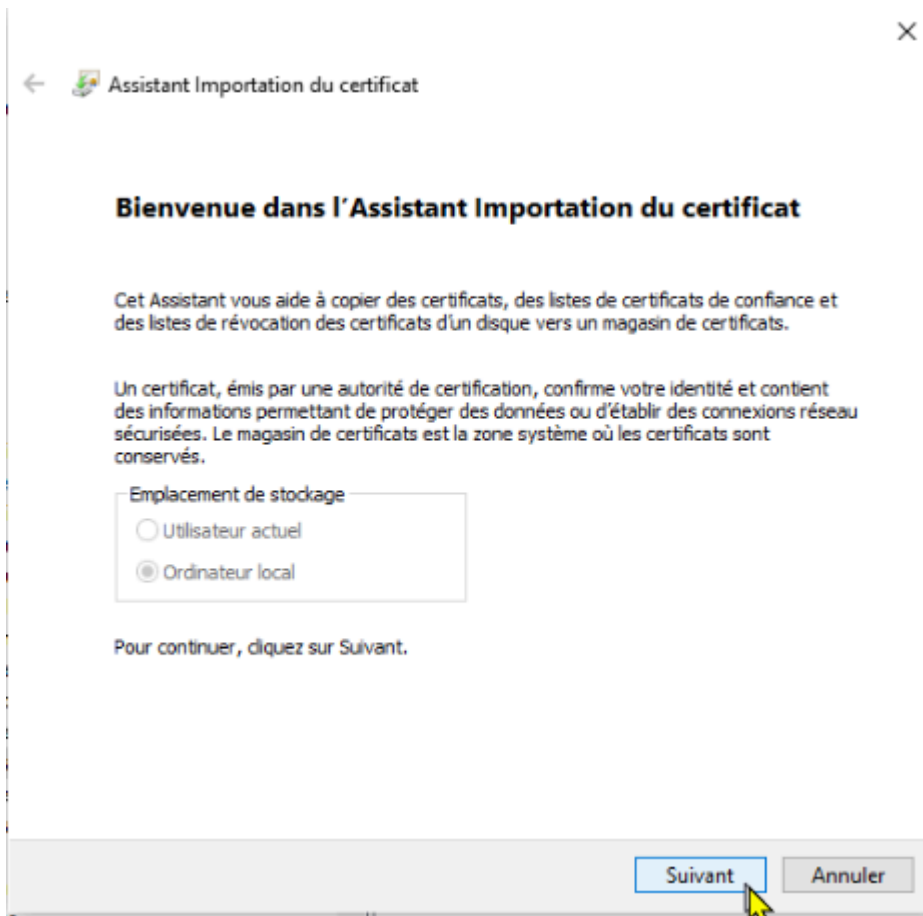 Assistant Importation du certificat
Bienvenue dans l'Assistant Importation du certificat
Cet Assistant vous aide à copier des certificats, des listes de certificats de confiance et
des listes de révocation des certificats d'un disque vers un magasin de certificats.
Un certificat, émis par une autorité de certification, confirme votre identité et contient
des informations permettant de protéger des données ou d'établir des connexions réseau
sécurisées. Le magasin de certificats est la zone système où les certificats sont
conservés.
Emplacement de stockage
Utilisateur actuel
Ordinateur local
Pour continuer, cliquez sur Suivant.
Suivant
Annuler